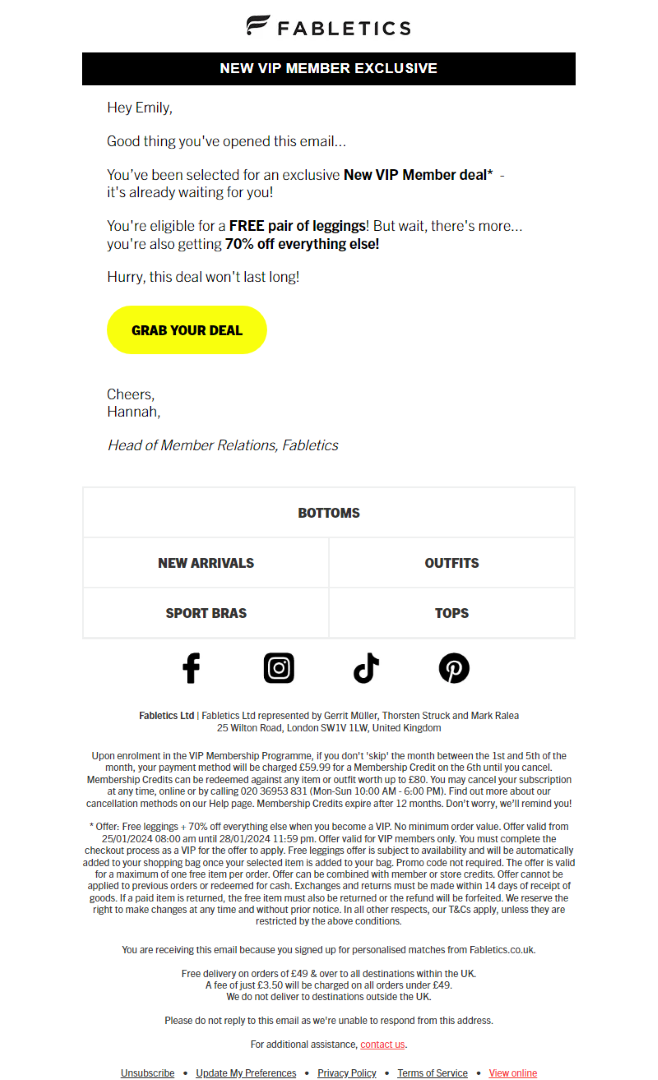 FABLETICS
NEW VIP MEMBER EXCLUSIVE
Hey Emily,
Good thing you've opened this email...
You've been selected for an exclusive New VIP Member deal* -
it's already waiting for you!
You're eligible for a FREE pair of leggings! But wait, there's more...
you're also getting 70% off everything else!
Hurry, this deal won't last long!
GRAB YOUR DEAL
Cheers,
Hannah,
Head of Member Relations, Fabletics
BOTTOMS
NEW ARRIVALS
OUTFITS
SPORT BRAS
TOPS
Fabletics Ltd | Fabletics Ltd represented by Gerrit Müller, Thorsten Struck and Mark Ralea
25 Wilton Road, London SW1V 1LW, United Kingdom
Upon enrolment in the VIP Membership Programme, if you don't 'skip' the month between the 1st and 5th of the
month, your payment method will be charged £59.99 for a Membership Credit on the 6th until you cancel.
Membership Credits can be redeemed against any item or outfit worth up to £80. You may cancel your subscription
at any time, online or by calling 020 36953 831 (Mon-Sun 10:00 AM - 6:00 PM). Find out more about our
cancellation methods on our Help page. Membership Credits expire after 12 months. Don't worry, we'll remind you!
* Offer: Free leggings + 70% off everything else when you become a VIP. No minimum order value. Offer valid from
25/01/2024 08:00 am until 28/01/2024 11:59 pm. Offer valid for VIP members only. You must complete the
checkout process as a VIP for the offer to apply. Free leggings offer is subject to availability and will be automatically
added to your shopping bag once your selected item is added to your bag. Promo code not required. The offer is valid
for a maximum of one free item per order. Offer can be combined with member or store credits. Offer cannot be
applied to previous orders or redeemed for cash. Exchanges and returns must be made within 14 days of receipt of
goods. If a paid item is returned, the free item must also be returned or the refund will be forfeited. We reserve the
right to make changes at any time and without prior notice. In all other respects, our T&Cs apply, unless they are
restricted by the above conditions.
You are receiving this email because you signed up for personalised matches from Fabletics.co.uk.
Free delivery on orders of £49 & over to all destinations within the UK.
A fee of just £3.50 will be charged on all orders under £49.
We do not deliver to destinations outside the UK.
Please do not reply to this email as we're unable to respond from this address.
For additional assistance, contact us.
Unsubscribe • Update My Preferences • Privacy Policy • Terms of Service • View online